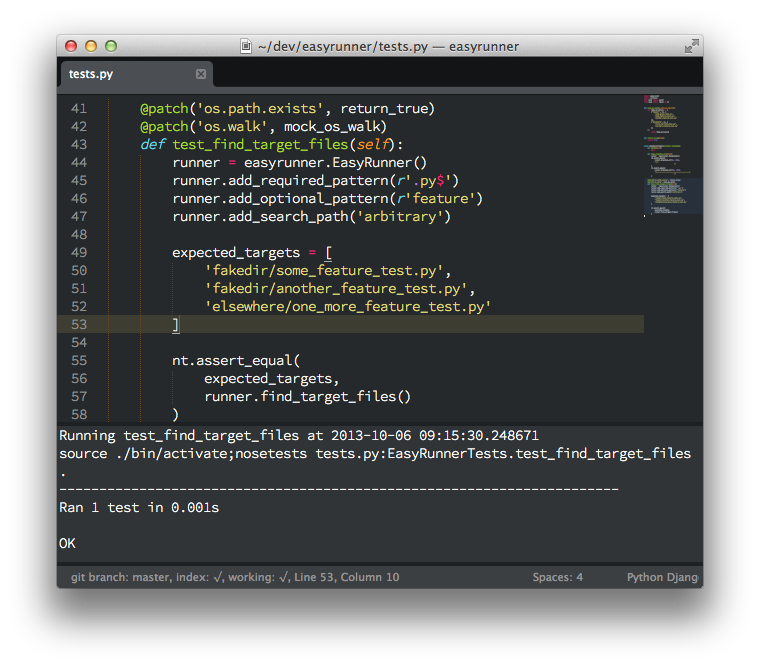 ~/dev/easyrunner/tests.py — easyrunner
tests.py
41 @patch('os.path.exists', return_true)
42 @patch('os.walk', mock_os_walk)
43 def test_find_target_files(self):
44 runner = easyrunner.EasyRunner()
45 runner.add_required_pattern(r'.py$')
46 runner.add_optional_pattern(r'feature')
47 runner.add_search_path('arbitrary')
48
49 expected_targets = [
50 'fakedir/some_feature_test.py',
51 'fakedir/another_feature_test.py',
52 'elsewhere/one_more_feature_test.py'
53 ]
54
55 nt.assert_equal(
56 expected_targets,
57 runner.find_target_files()
58 )
Running test_find_target_files at 2013-10-06 09:15:30.248671
source ./bin/activate;nosetests tests.py:EasyRunnerTests.test_find_target_files
.
----------------------------------------------------------------------
Ran 1 test in 0.001s
OK
git branch: master, index: √, working: √, Line 53, Column 10 Spaces: 4 Python Djang